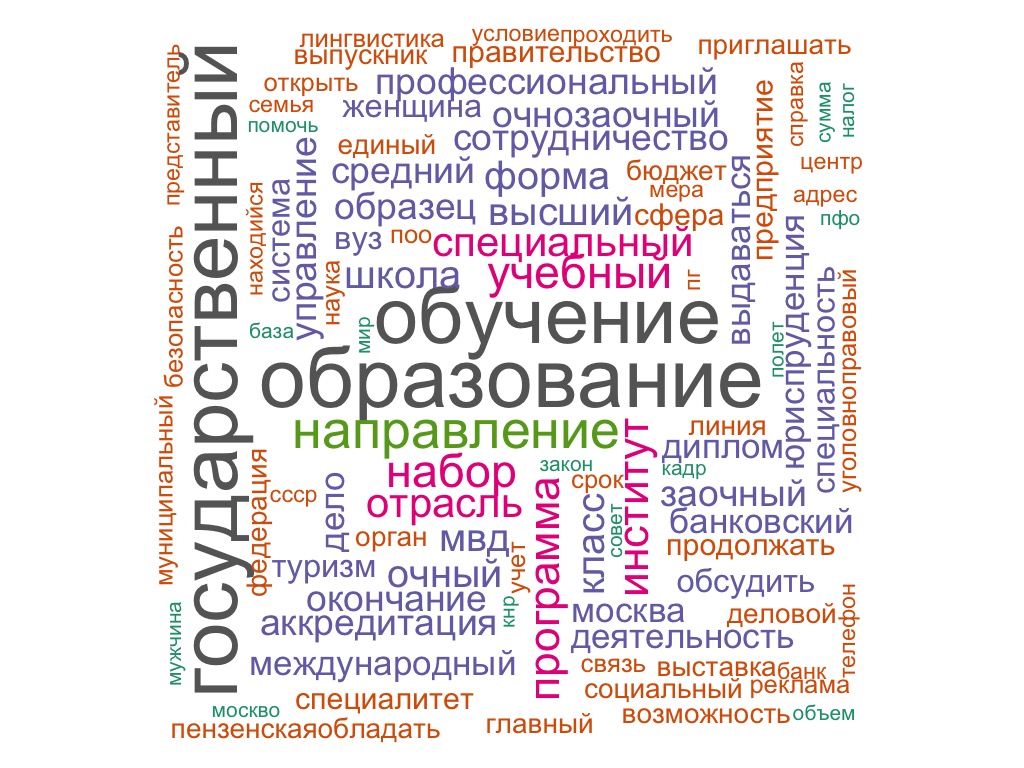 лингвистика
условие
проходить
выпускник
правительство
приглашать
представитель
государственный
открыть
профессиональный
семья
женщина
очнозаочный
помочь
сотрудничество
единый
предприятие
справка
сумма
налог
центр
средний
форма
бюджет
мера
адрес
образец
высший
сфера
пфо
вуз
поо
специальный
находийся
система
управление
школа
учебный
пг
выдаваться
наука
безопасность
обучение
база
мир
полет
юриспруденция
специальность
уголовноправовый
образование
муниципальный
направление
линия
институт
диплом
набор
закон
кадр
срок
федерация
ссср
дело
отрасль
программа
класс
совет
заочный
банковский
орган
мвд
учет
продолжать
туризм
очный
обсудить
окончание
кнр
москва
деловой
телефон
мужчина
аккредитация
деятельность
международный
связь
выставка
банк
социальный
реклама
специалитет
москво
возможность
объем
пензенская
обладать
главный